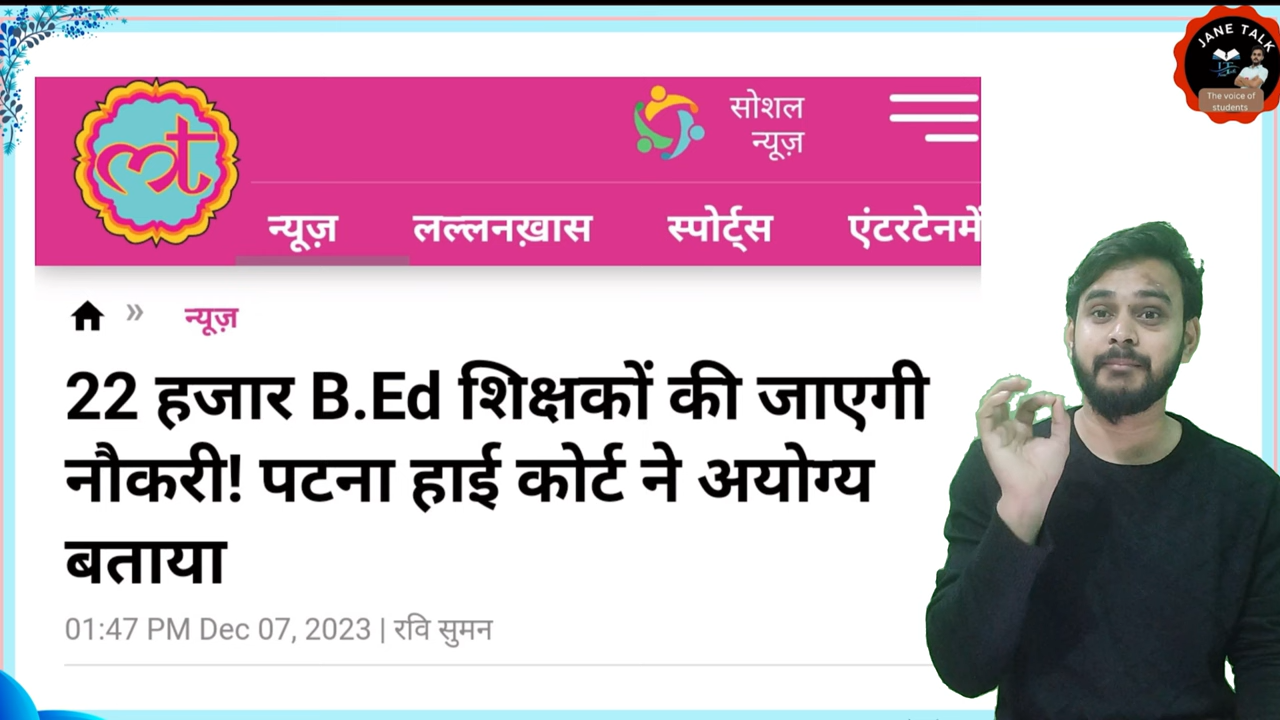 JANE TALK
The voice of
students
mt
सोशल
न्यूज़
न्यूज़ लल्लनख़ास स्पोर्ट्स एंटरटेनमें
» न्यूज़
22 हजार B.Ed शिक्षकों की जाएगी
नौकरी! पटना हाई कोर्ट ने अयोग्य
बताया
01:47 PM Dec 07, 2023 | रवि सुमन